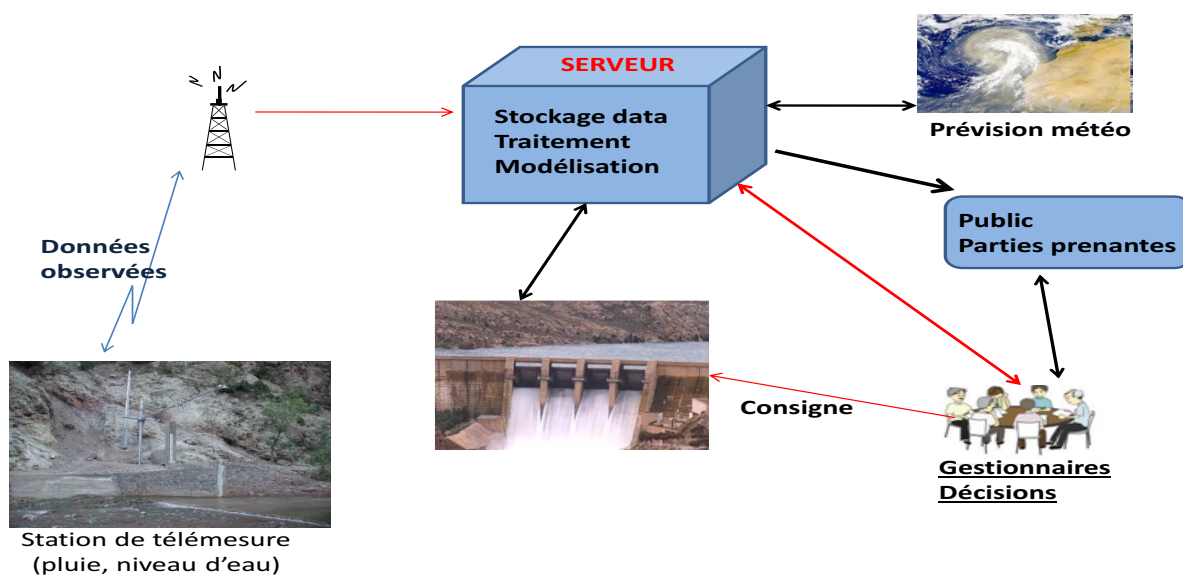 SERVEUR
Stockage data
Traitement
Modélisation
Prévision météo
Public
Parties prenantes
Données
observées
Consigne
Gestionnaires
Décisions
Station de télémesure
(pluie, niveau d’eau)